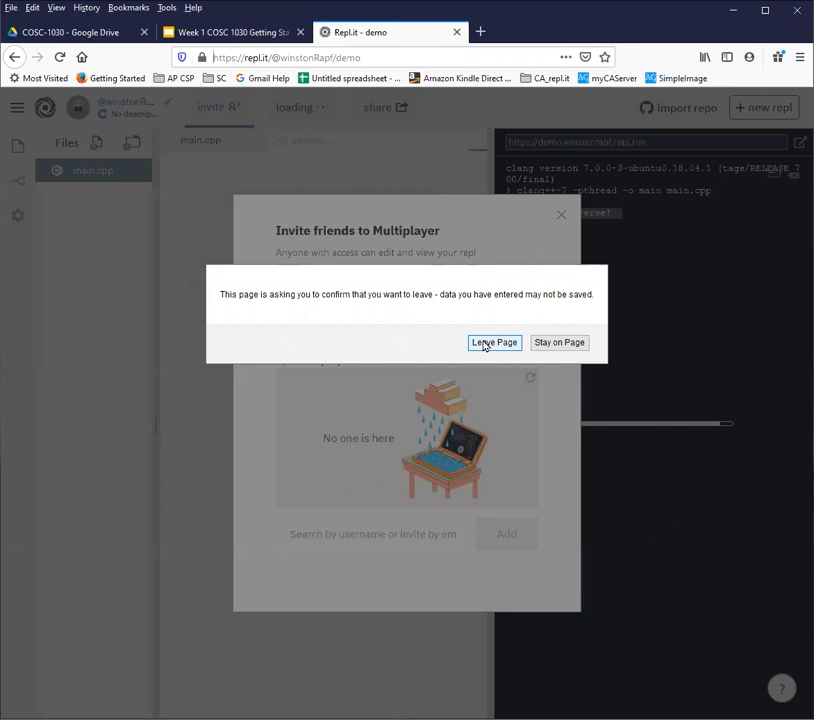 File Edit View History Bookmarks Tools Help
COSC-1030 - Google Drive Week 1 COSC 1030 Getting Sta Repl.it - demo
https://repl.it/@winstonRapf/demo
Most Visited Getting Started AP CSP SC Gmail Help Untitled spreadsheet - ... Amazon Kindle Direct ... CA_repl.it myCAServer SimpleImage
@winstonR... No descrip... invite loading share import repo + new repl
Files main.cpp saving... https://demo.winstonrapf.repl.run
main.cpp
clang version 7.0.0-3~ubuntu0.18.04.1 (tags/RELEASE_7
00/final)
> clang++-7 -pthread -o main main.cpp
verse!
Invite friends to Multiplayer
Anyone with access can edit and view your repl
This page is asking you to confirm that you want to leave - data you have entered may not be saved.
Leave Page Stay on Page
No one is here
Search by username or invite by em Add
?